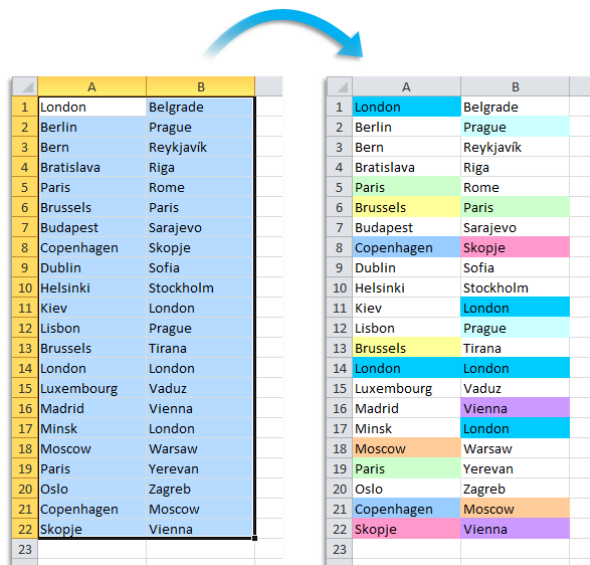 A B A B
1 London Belgrade 1 London Belgrade
2 Berlin Prague 2 Berlin Prague
3 Bern Reykjavík 3 Bern Reykjavík
4 Bratislava Riga 4 Bratislava Riga
5 Paris Rome 5 Paris Rome
6 Brussels Paris 6 Brussels Paris
7 Budapest Sarajevo 7 Budapest Sarajevo
8 Copenhagen Skopje 8 Copenhagen Skopje
9 Dublin Sofia 9 Dublin Sofia
10 Helsinki Stockholm 10 Helsinki Stockholm
11 Kiev London 11 Kiev London
12 Lisbon Prague 12 Lisbon Prague
13 Brussels Tirana 13 Brussels Tirana
14 London London 14 London London
15 Luxembourg Vaduz 15 Luxembourg Vaduz
16 Madrid Vienna 16 Madrid Vienna
17 Minsk London 17 Minsk London
18 Moscow Warsaw 18 Moscow Warsaw
19 Paris Yerevan 19 Paris Yerevan
20 Oslo Zagreb 20 Oslo Zagreb
21 Copenhagen Moscow 21 Copenhagen Moscow
22 Skopje Vienna 22 Skopje Vienna
23 23